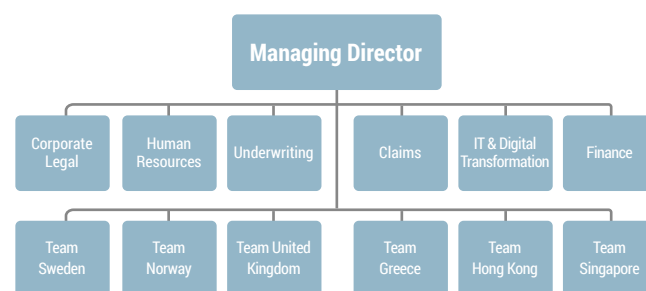 Managing Director
Corporate
Legal
Human
Resources
Underwriting
Claims
IT & Digital
Transformation
Finance
Team
Sweden
Team
Norway
Team United
Kingdom
Team
Greece
Team
Hong Kong
Team
Singapore